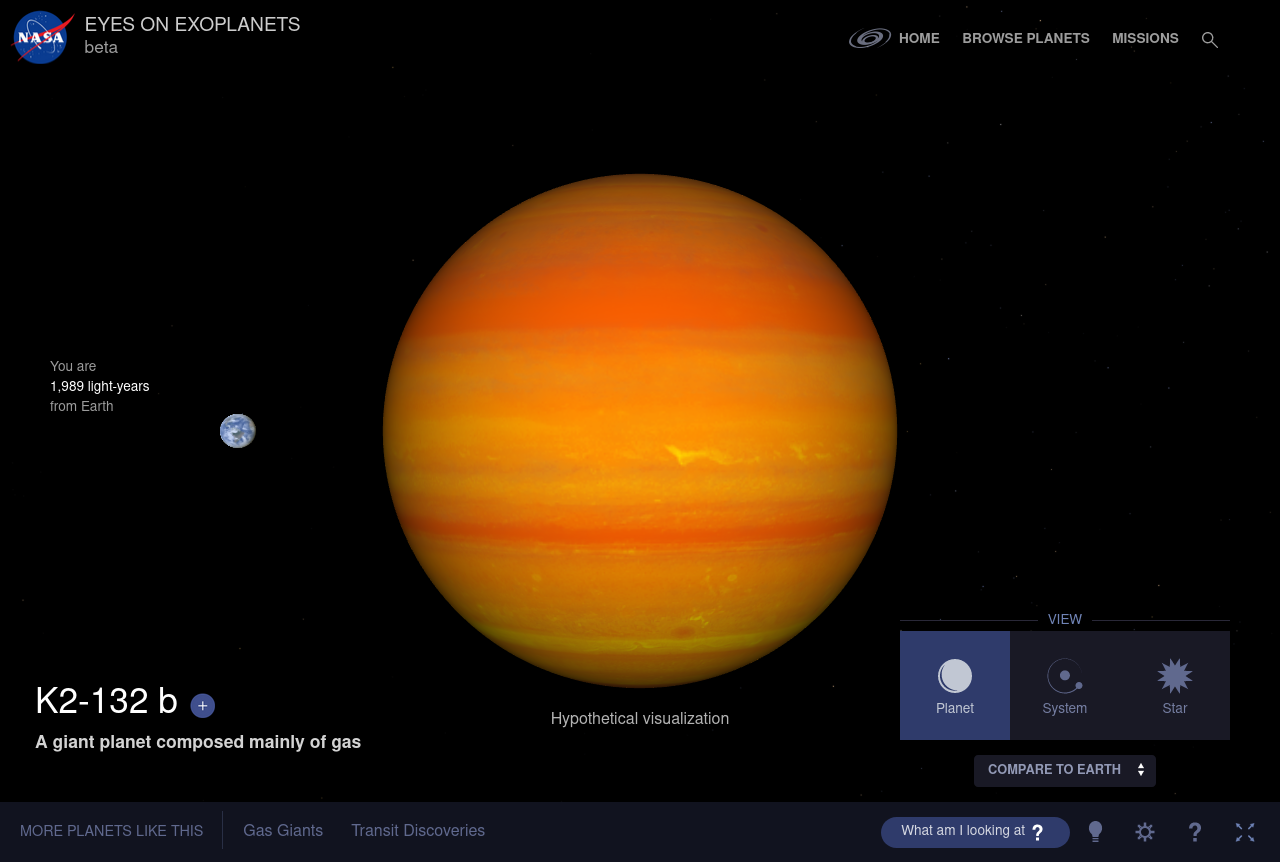 NASA
EYES ON EXOPLANETS
beta
HOME
BROWSE PLANETS
MISSIONS
You are
1,989 light-years
from Earth
K2-132 b +
A giant planet composed mainly of gas
Hypothetical visualization
VIEW
Planet
System
Star
COMPARE TO EARTH
MORE PLANETS LIKE THIS
Gas Giants
Transit Discoveries
What am I looking at ?
?